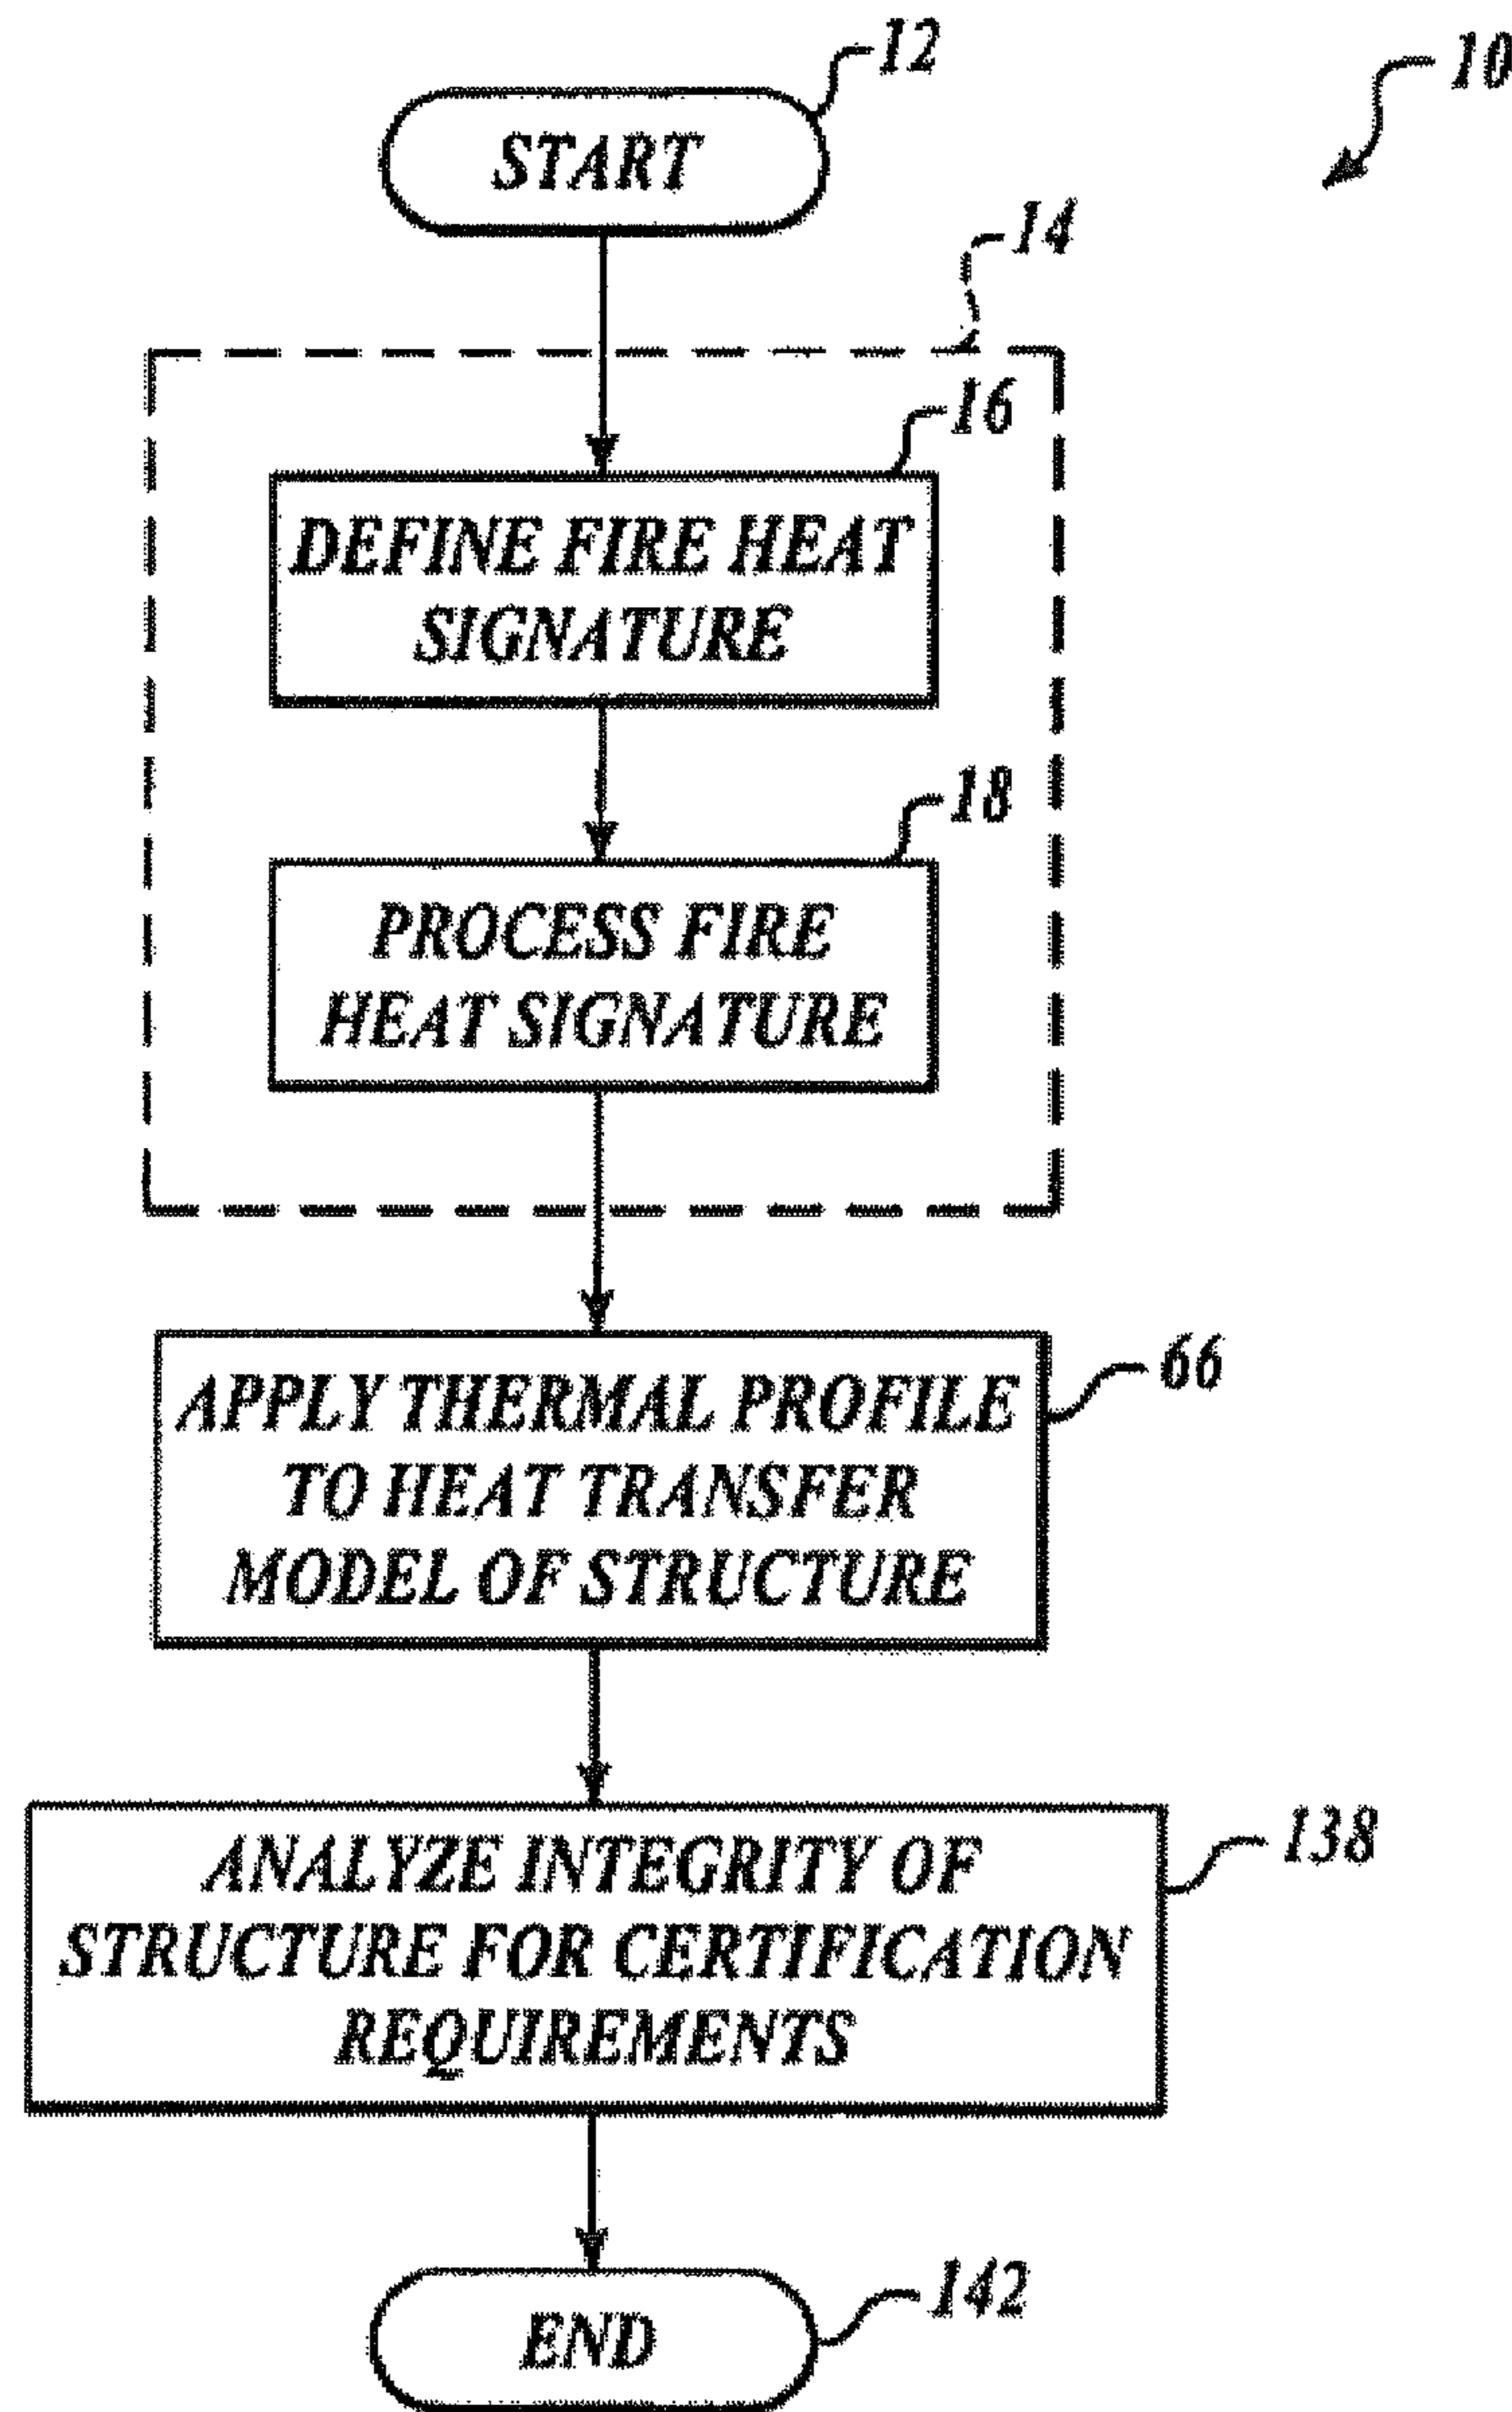 12
10
START
14
16
DEFINE FIRE HEAT
SIGNATURE
18
PROCESS FIRE
HEAT SIGNATURE
66
APPLY THERMAL PROFILE
TO HEAT TRANSFER
MODEL OF STRUCTURE
138
ANALYZE INTEGRITY OF
STRUCTURE FOR CERTIFICATION
REQUIREMENTS
142
END